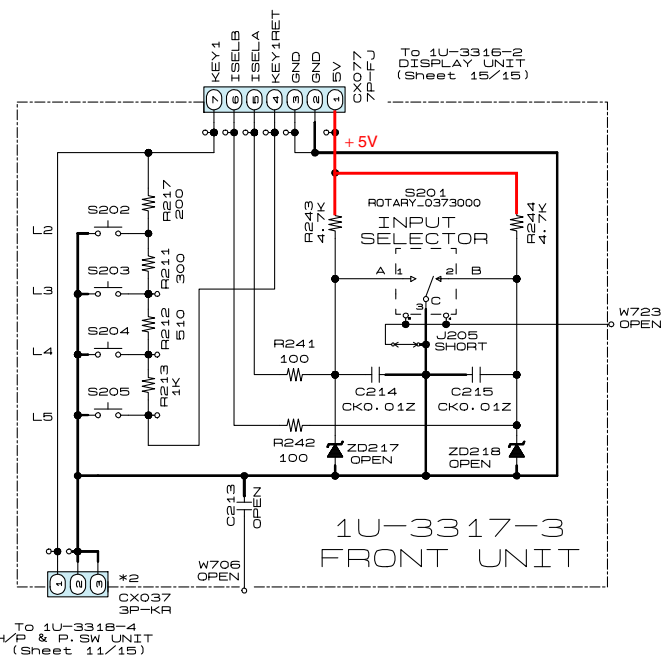 KEY1
ISELB
ISELA
KEY1RET
GND
GND
5V
CX077
7P-FJ
To 1U-3316-2
DISPLAY UNIT
(Sheet 15/15)
7
6
5
4
3
2
1
+5V
S201
ROTARY_0373000
INPUT
SELECTOR
R217
200
R243
4.7K
R244
4.7K
L2
S202
A
1
2
B
R211
300
L3
S203
3
C
W723
OPEN
R212
510
J205
SHORT
L4
S204
R241
100
R213
1K
C214
CK0.01Z
C215
CK0.01Z
L5
S205
R242
100
ZD217
OPEN
ZD218
OPEN
C213
OPEN
1U-3317-3
FRONT UNIT
W706
OPEN
1
2
3
*2
CX037
3P-KR
To 1U-3318-4
H/P & P.SW UNIT
(Sheet 11/15)